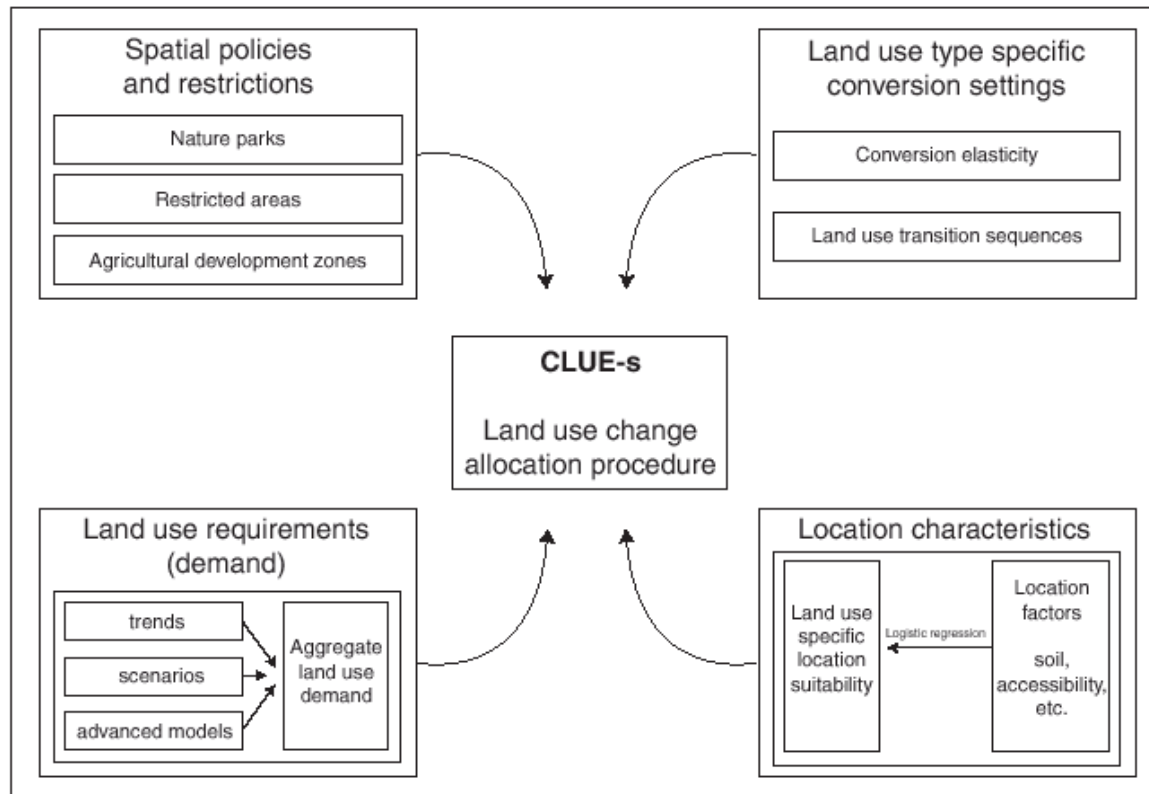 Spatial policies
and restrictions
Nature parks
Restricted areas
Agricultural development zones
Land use type specific
conversion settings
Conversion elasticity
Land use transition sequences
CLUE-s
Land use change
allocation procedure
Land use requirements
(demand)
trends
scenarios
advanced models
Aggregate
land use
demand
Location characteristics
Land use
specific
location
suitability
Logistic regression
Location
factors
soil,
accessibility,
etc.